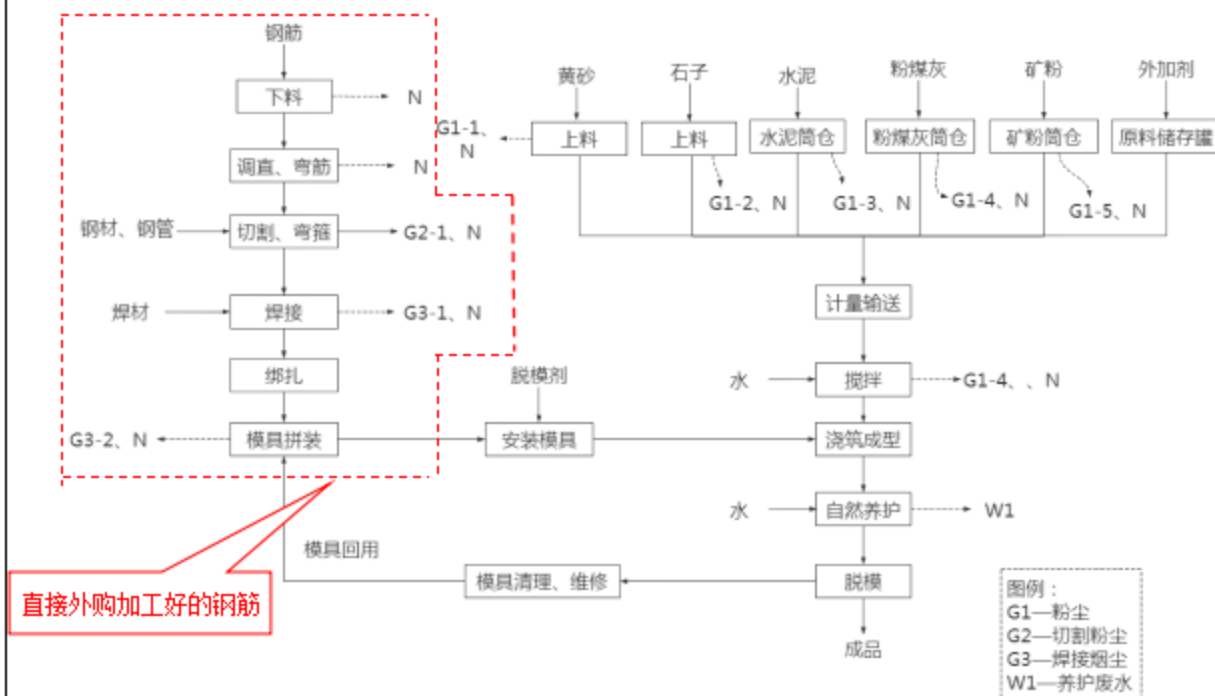 钢筋
下料
N
调直、弯筋
N
钢材、钢管
切割、弯箍
G2-1、N
焊材
焊接
G3-1、N
绑扎
G3-2、N
模具拼装
脱模剂
安装模具
黄砂
石子
水泥
粉煤灰
矿粉
外加剂
G1-1、
N
上料
上料
水泥筒仓
粉煤灰筒仓
矿粉筒仓
原料储存罐
G1-2、N
G1-3、N
G1-4、N
G1-5、N
计量输送
水
搅拌
G1-4、、N
浇筑成型
水
自然养护
W1
模具回用
模具清理、维修
脱模
成品
直接外购加工好的钢筋
图例：
G1—粉尘
G2—切割粉尘
G3—焊接烟尘
W1—养护废水